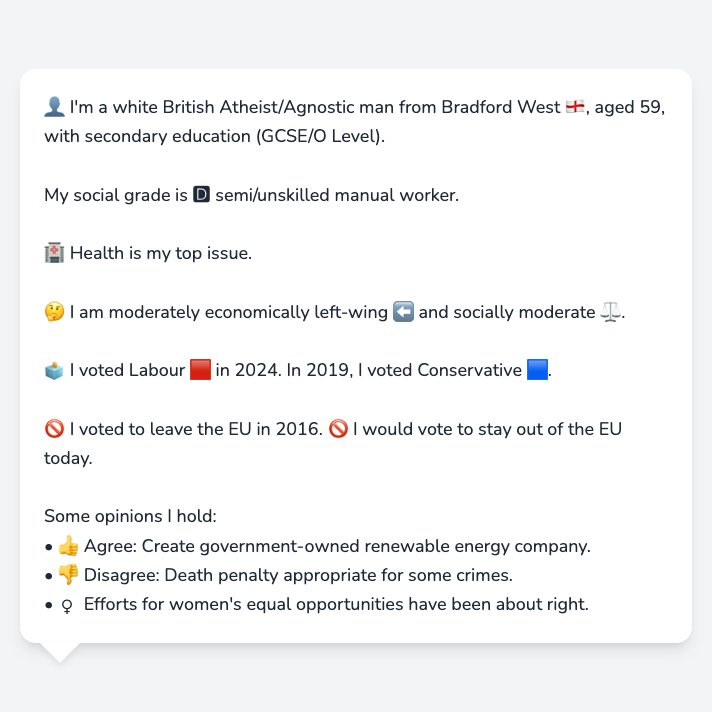 👤 I'm a white British Atheist/Agnostic man from Bradford West 🏴󠁧󠁢󠁥󠁮󠁧󠁿, aged 59,
with secondary education (GCSE/O Level).
My social grade is 🅳 semi/unskilled manual worker.
🏥 Health is my top issue.
🤔 I am moderately economically left-wing ⬅️ and socially moderate ⚖️.
🗳️ I voted Labour 🟥 in 2024. In 2019, I voted Conservative 🟦.
🚫 I voted to leave the EU in 2016. 🚫 I would vote to stay out of the EU
today.
Some opinions I hold:
• 👍 Agree: Create government-owned renewable energy company.
• 👎 Disagree: Death penalty appropriate for some crimes.
• ♀ Efforts for women's equal opportunities have been about right.